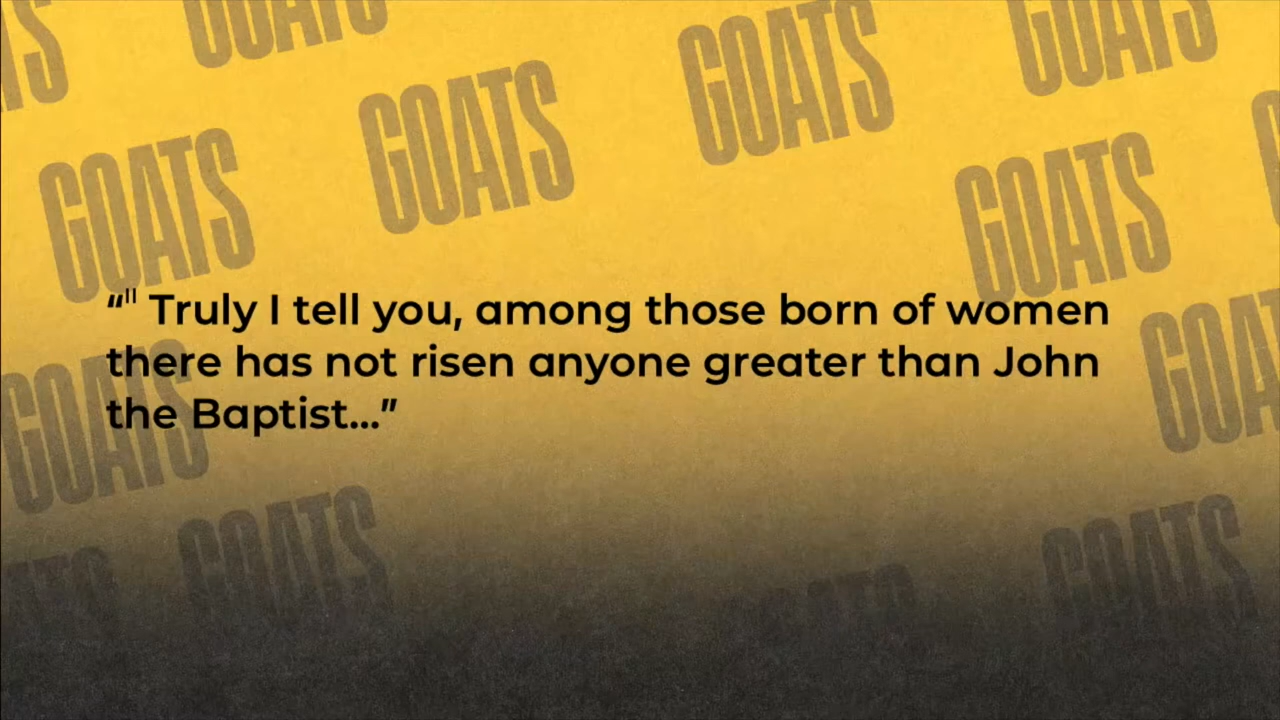 GOATS
GOATS
GOATS
GOATS
GOATS
GOATS
“¹¹ Truly I tell you, among those born of women
there has not risen anyone greater than John
the Baptist...”
GOATS
GOATS
GOATS
GOATS